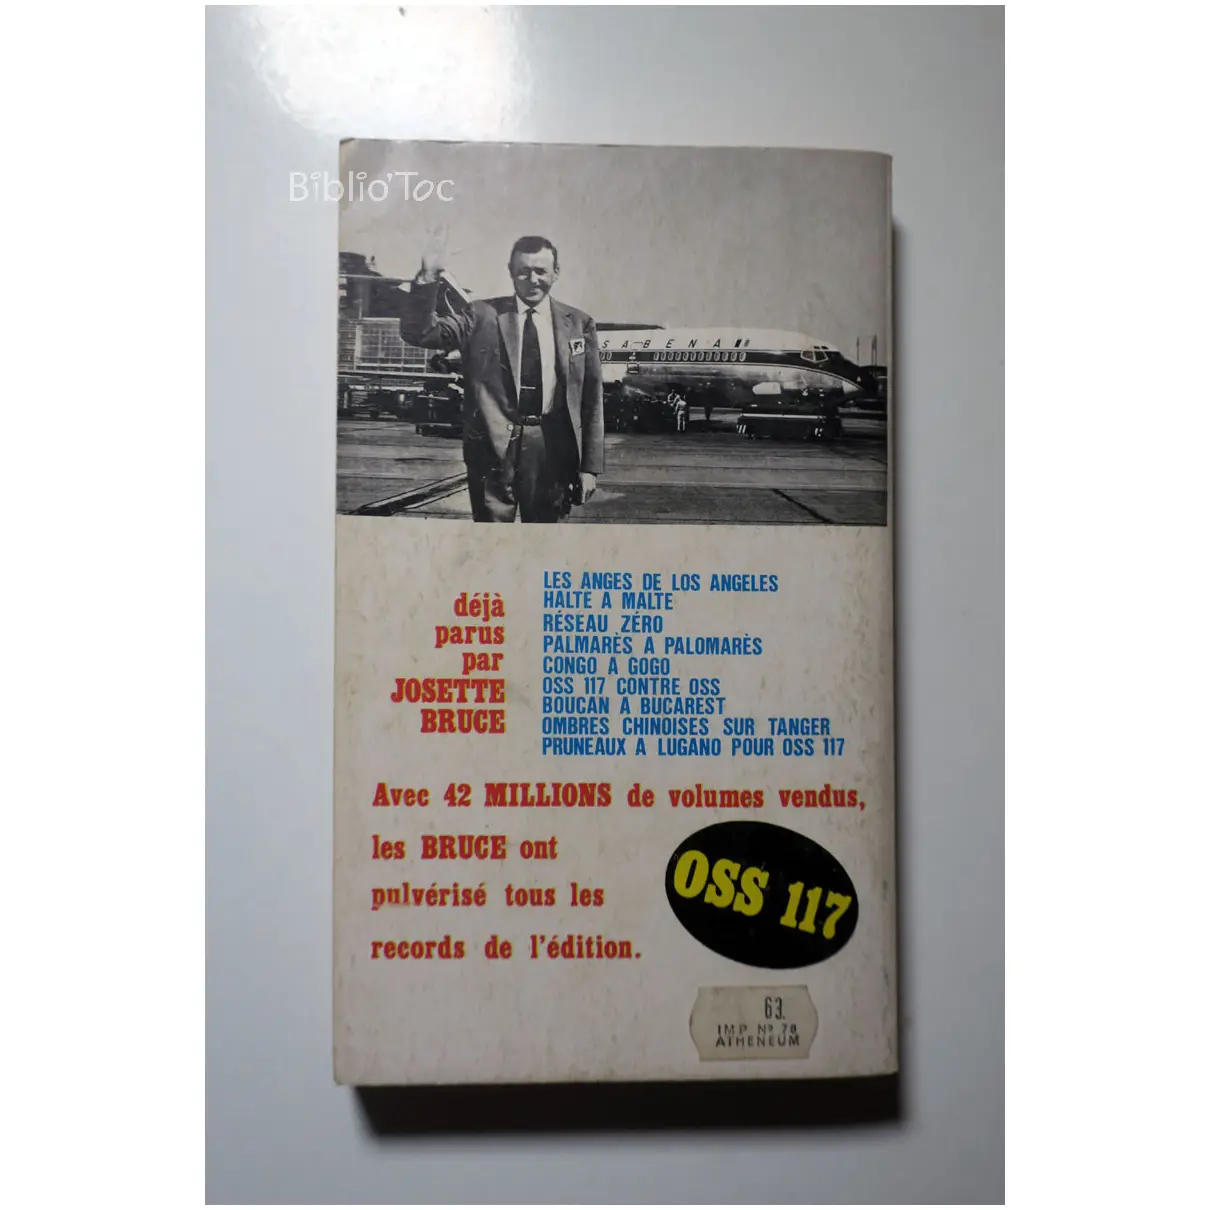 Biblio'Toc
SABENA
déjà
parus
par
JOSETTE
BRUCE
LES ANGES DE LOS ANGELES
HALTE A MALTE
RÉSEAU ZÉRO
PALMARÈS A PALOMARÈS
CONGO A GOGO
OSS 117 CONTRE OSS
BOUCAN A BUCAREST
OMBRES CHINOISES SUR TANGER
PRUNEAUX A LUGANO POUR OSS 117
Avec 42 MILLIONS de volumes vendus,
les BRUCE ont
pulvérisé tous les
records de l'édition.
OSS 117
63.
IMP Nº 78
ATHENEUM